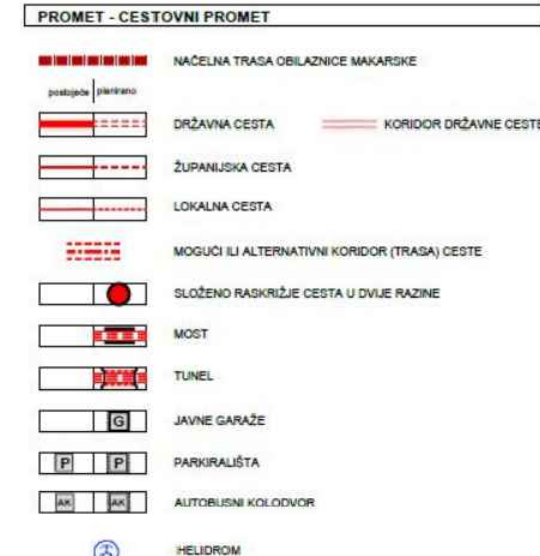 PROMET - CESTOVNI PROMET
NAČELNA TRASA OBILAZNICE MAKARSKE
postojeće planirano
DRŽAVNA CESTA KORIDOR DRŽAVNE CESTE
ŽUPANIJSKA CESTA
LOKALNA CESTA
MOGUĆI ILI ALTERNATIVNI KORIDOR (TRASA) CESTE
SLOŽENO RASKRIŽJE CESTA U DVIJE RAZINE
MOST
TUNEL
G JAVNE GARAŽE
P P PARKIRALIŠTA
AK AK AUTOBUSNI KOLODVOR
HELIDROM